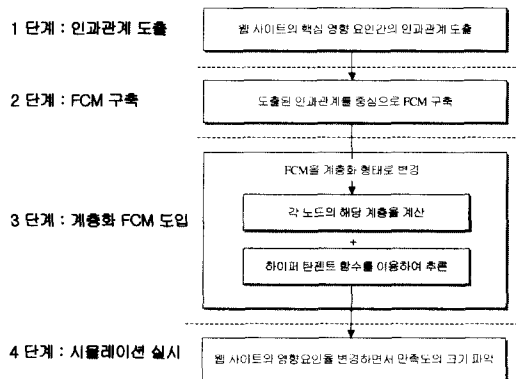 1 단계 : 인과관계 도출
웹 사이트의 핵심 영향 요인간의 인과관계 도출
2 단계 : FCM 구축
도출된 인과관계를 중심으로 FCM 구축
3 단계 : 계층화 FCM 도입
FCM을 계층화 형태로 변경
각 노드의 해당 계층을 계산
+
하이퍼 탄젠트 함수를 이용하여 추론
4 단계 : 시뮬레이션 실시
웹 사이트의 영향요인을 변경하면서 만족도의 크기 파악